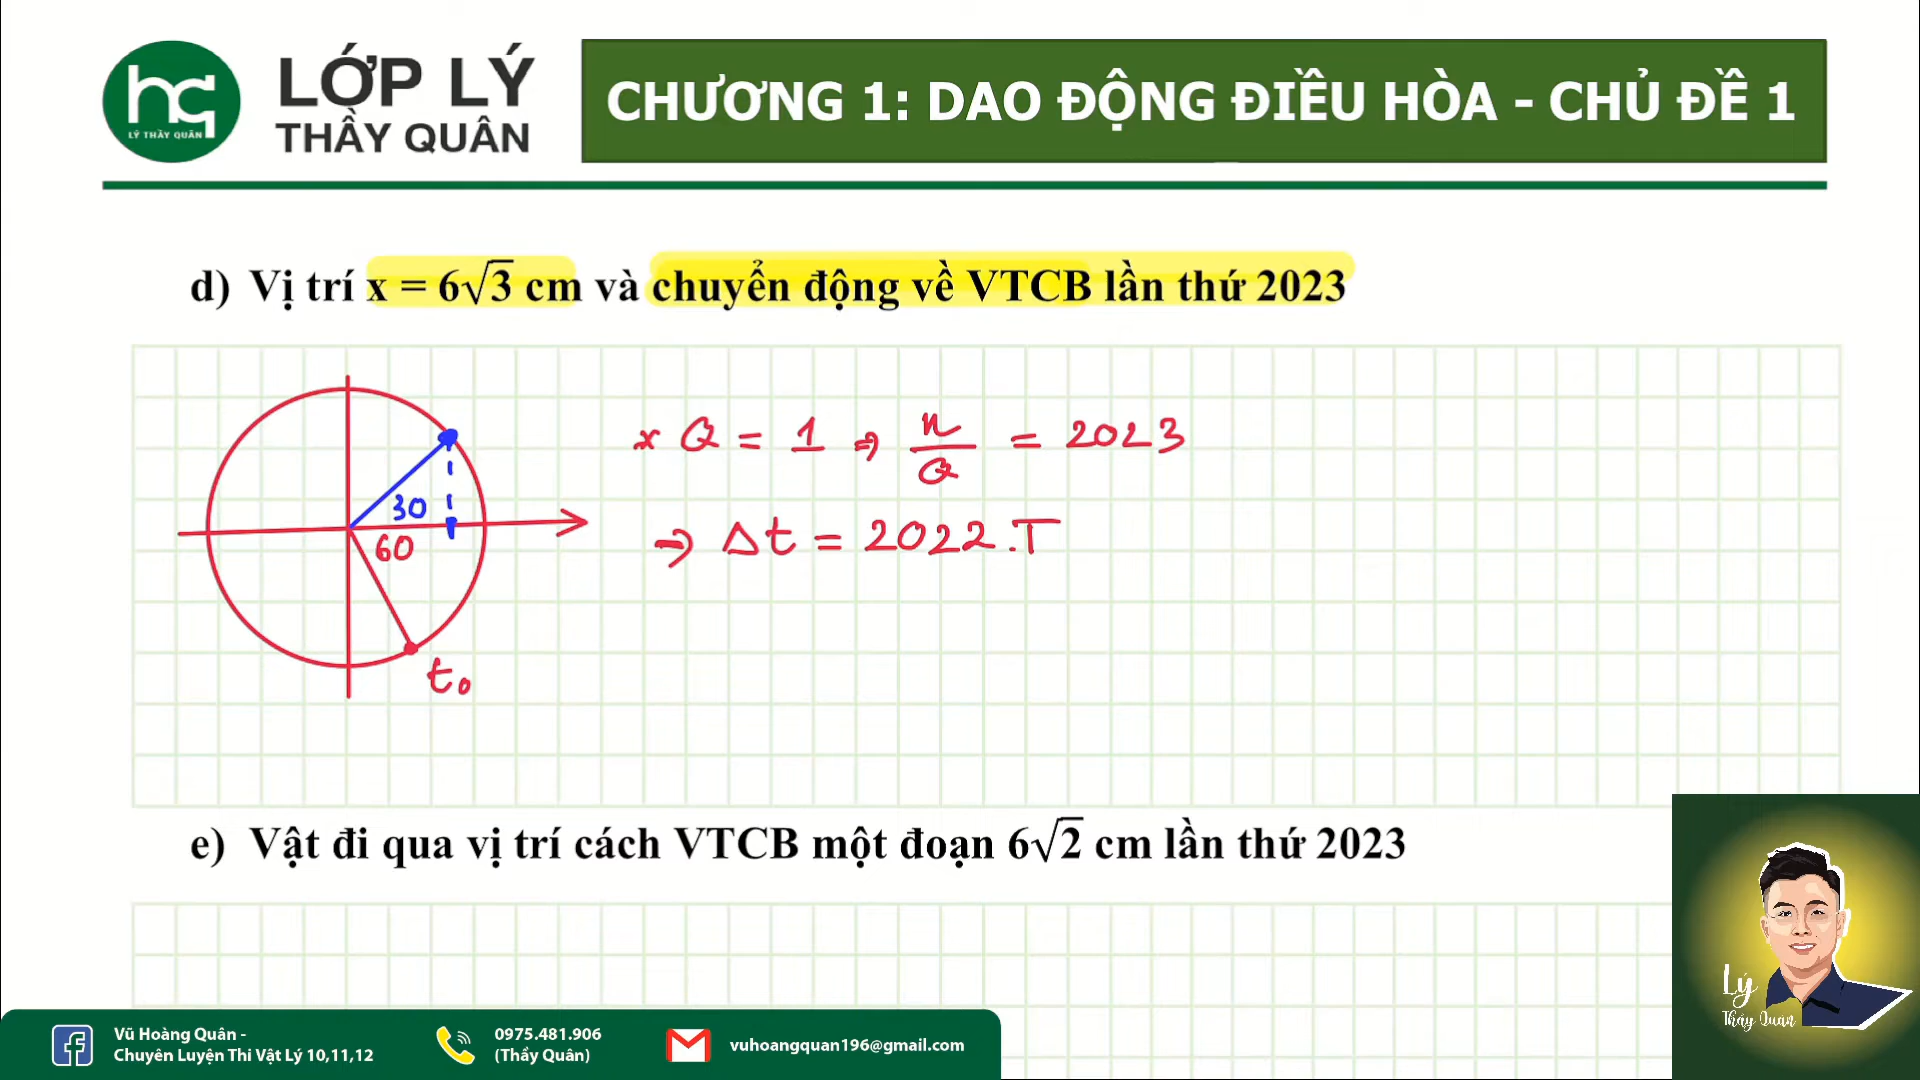 hq
LÝ THẦY QUÂN
LỚP LÝ
THẦY QUÂN
CHƯƠNG 1: DAO ĐỘNG ĐIỀU HÒA - CHỦ ĐỀ 1
d) Vị trí x = 6√3 cm và chuyển động về VTCB lần thứ 2023
30
60
t₀
× Q = 1 ⇒ n/Q = 2023
⇒ Δt = 2022.T
e) Vật đi qua vị trí cách VTCB một đoạn 6√2 cm lần thứ 2023
Lý
Thầy Quân
Vũ Hoàng Quân -
Chuyên Luyện Thi Vật Lý 10,11,12
0975.481.906
(Thầy Quân)
vuhoangquan196@gmail.com